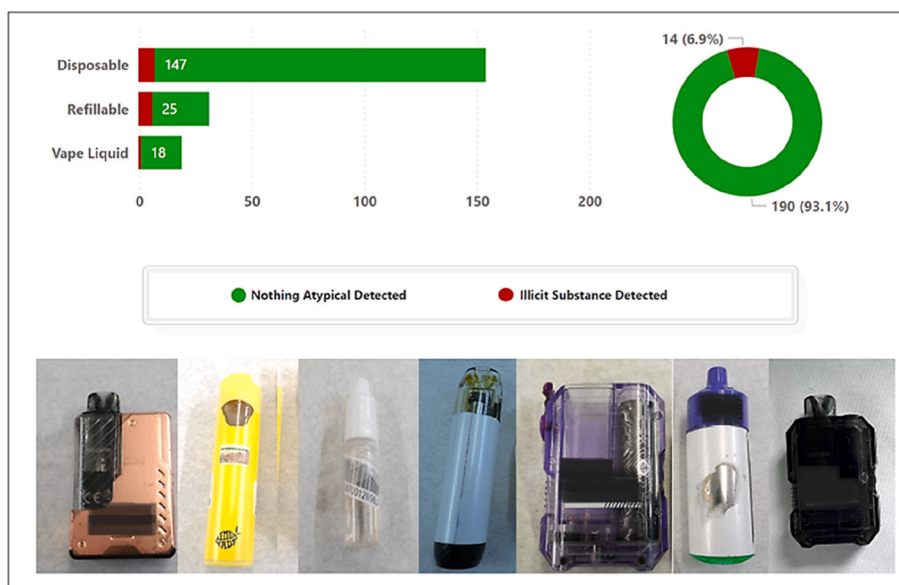 14 (6.9%)
Disposable 147
Refillable 25
Vape Liquid 18
0 50 100 150 200
190 (93.1%)
Nothing Atypical Detected Illicit Substance Detected